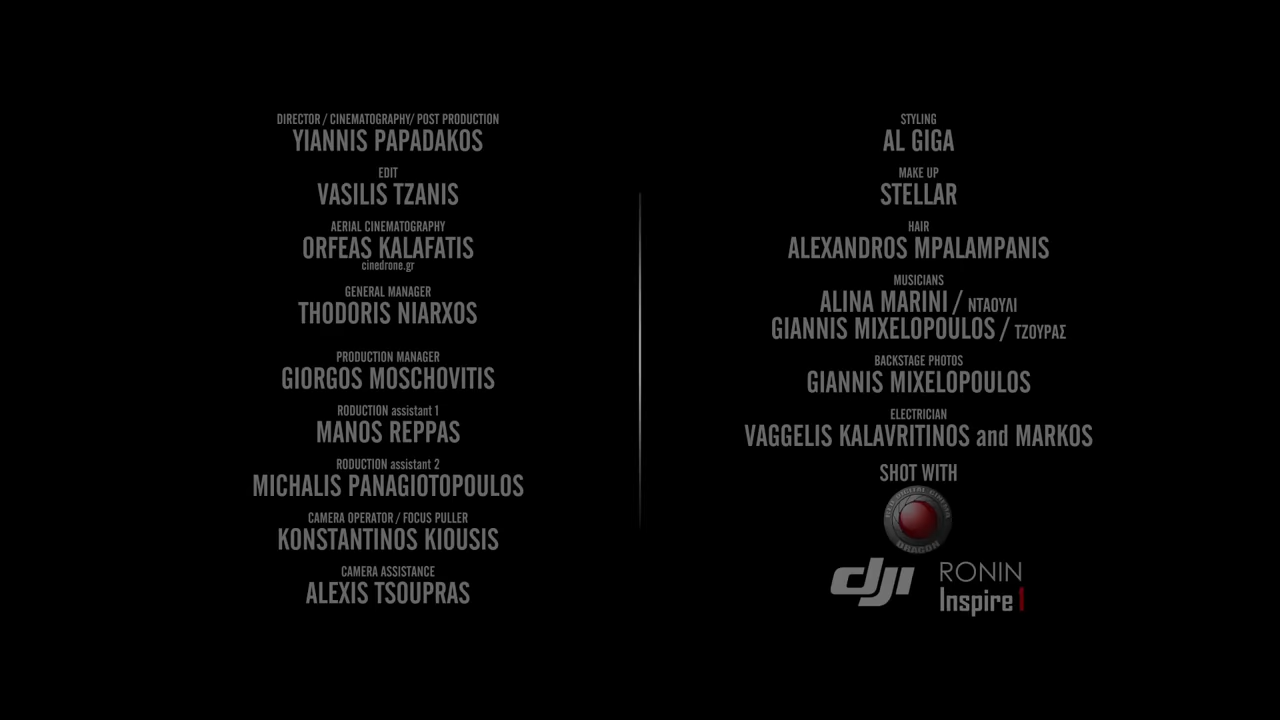 DIRECTOR / CINEMATOGRAPHY/ POST PRODUCTION
YIANNIS PAPADAKOS
EDIT
VASILIS TZANIS
AERIAL CINEMATOGRAPHY
ORFEAS KALAFATIS
cinedrone.gr
GENERAL MANAGER
THODORIS NIARXOS
PRODUCTION MANAGER
GIORGOS MOSCHOVITIS
RODUCTION assistant 1
MANOS REPPAS
RODUCTION assistant 2
MICHALIS PANAGIOTOPOULOS
CAMERA OPERATOR / FOCUS PULLER
KONSTANTINOS KIOUSIS
CAMERA ASSISTANCE
ALEXIS TSOUPRAS
STYLING
AL GIGA
MAKE UP
STELLAR
HAIR
ALEXANDROS MPALAMPANIS
MUSICIANS
ALINA MARINI / ΝΤΑΟΥΛΙ
GIANNIS MIXELOPOULOS / ΤΖΟΥΡΑΣ
BACKSTAGE PHOTOS
GIANNIS MIXELOPOULOS
ELECTRICIAN
VAGGELIS KALAVRITINOS and MARKOS
SHOT WITH
RED DIGITAL CINEMA
DRAGON
dji
RONIN
Inspire 1